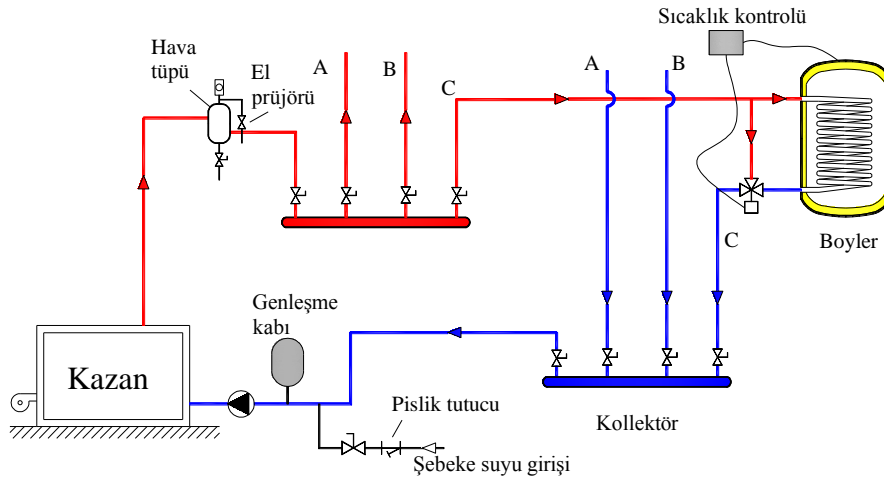 Sıcaklık kontrolü
Hava
tüpü
El
prüjörü
A
B
C
A
B
C
Boyler
Genleşme
kabı
Kazan
Pislik tutucu
Kollektör
Şebeke suyu girişi